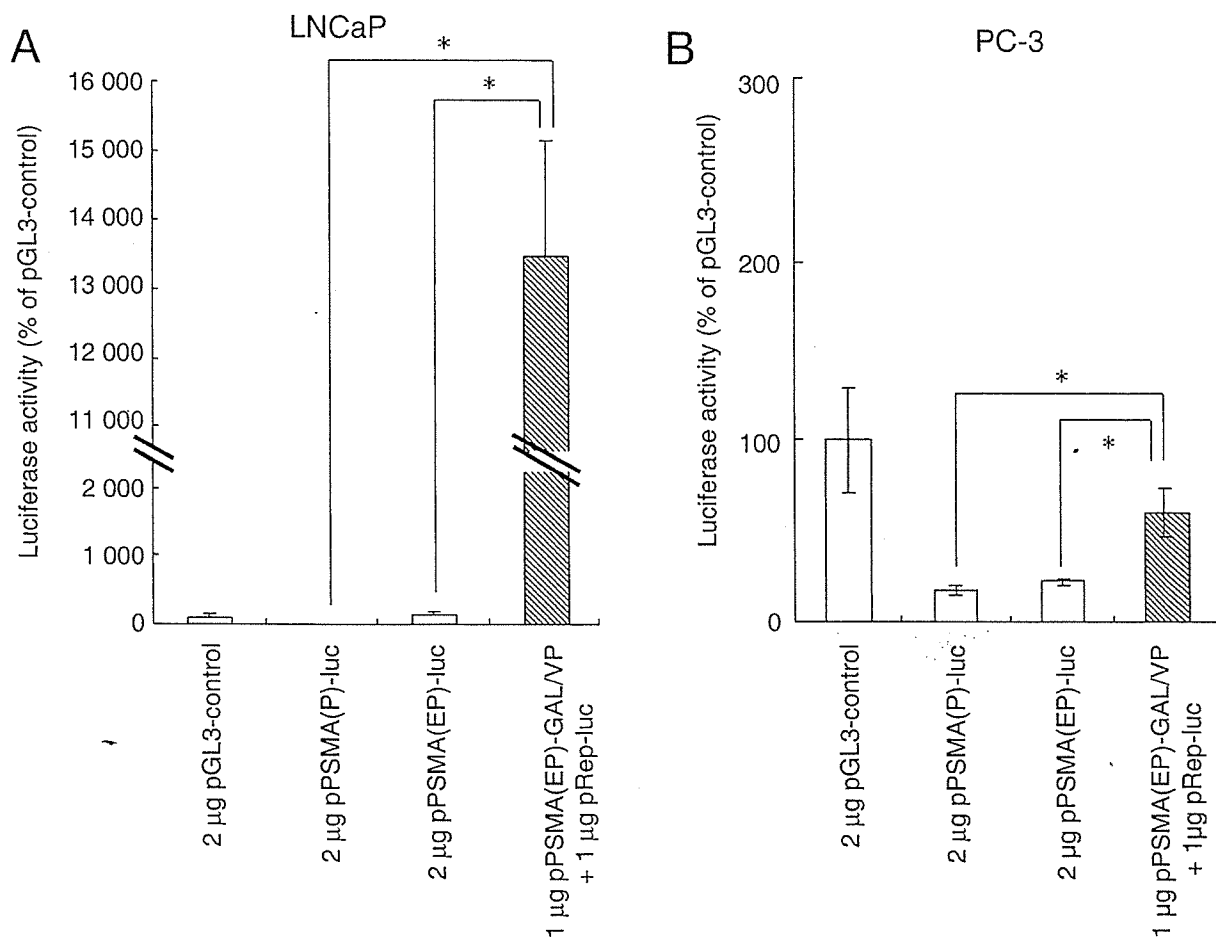 A
LNCaP
Luciferase activity (% of pGL3-control)
16 000
15 000
14 000
13 000
12 000
11 000
2 000
1 000
0
*
*
2 µg pGL3-control
2 µg pPSMA(P)-luc
2 µg pPSMA(EP)-luc
1 µg pPSMA(EP)-GAL/VP
+ 1 µg pRep-luc
B
PC-3
Luciferase activity (% of pGL3-control)
300
200
100
0
*
*
2 µg pGL3-control
2 µg pPSMA(P)-luc
2 µg pPSMA(EP)-luc
1 µg pPSMA(EP)-GAL/VP
+ 1µg pRep-luc